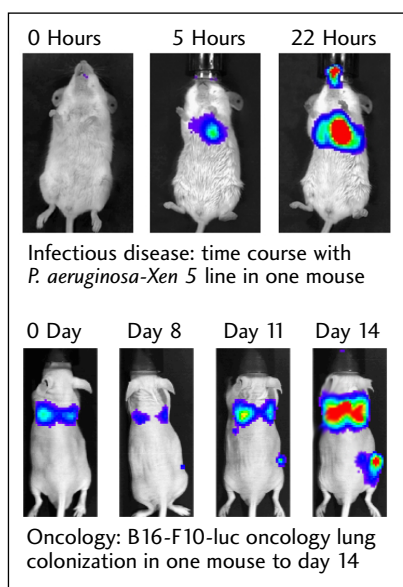 0 Hours 5 Hours 22 Hours
Infectious disease: time course with
P. aeruginosa-Xen 5 line in one mouse
0 Day Day 8 Day 11 Day 14
Oncology: B16-F10-luc oncology lung
colonization in one mouse to day 14